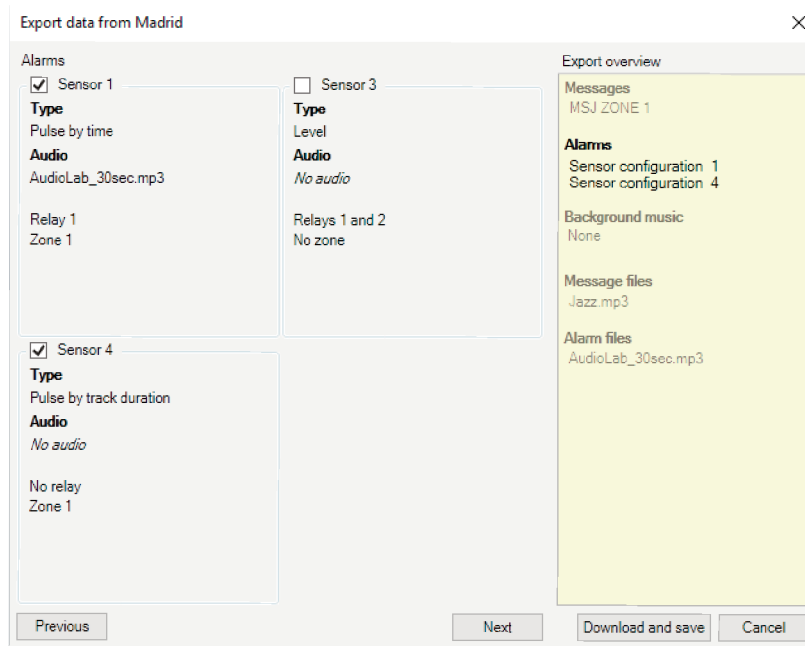 Export data from Madrid
Alarms
Sensor 1
Type
Pulse by time
Audio
AudioLab_30sec.mp3
Relay 1
Zone 1
Sensor 3
Type
Level
Audio
No audio
Relays 1 and 2
No zone
Sensor 4
Type
Pulse by track duration
Audio
No audio
No relay
Zone 1
Export overview
Messages
MSJ ZONE 1
Alarms
Sensor configuration 1
Sensor configuration 4
Background music
None
Message files
Jazz.mp3
Alarm files
AudioLab_30sec.mp3
Previous
Next
Download and save
Cancel